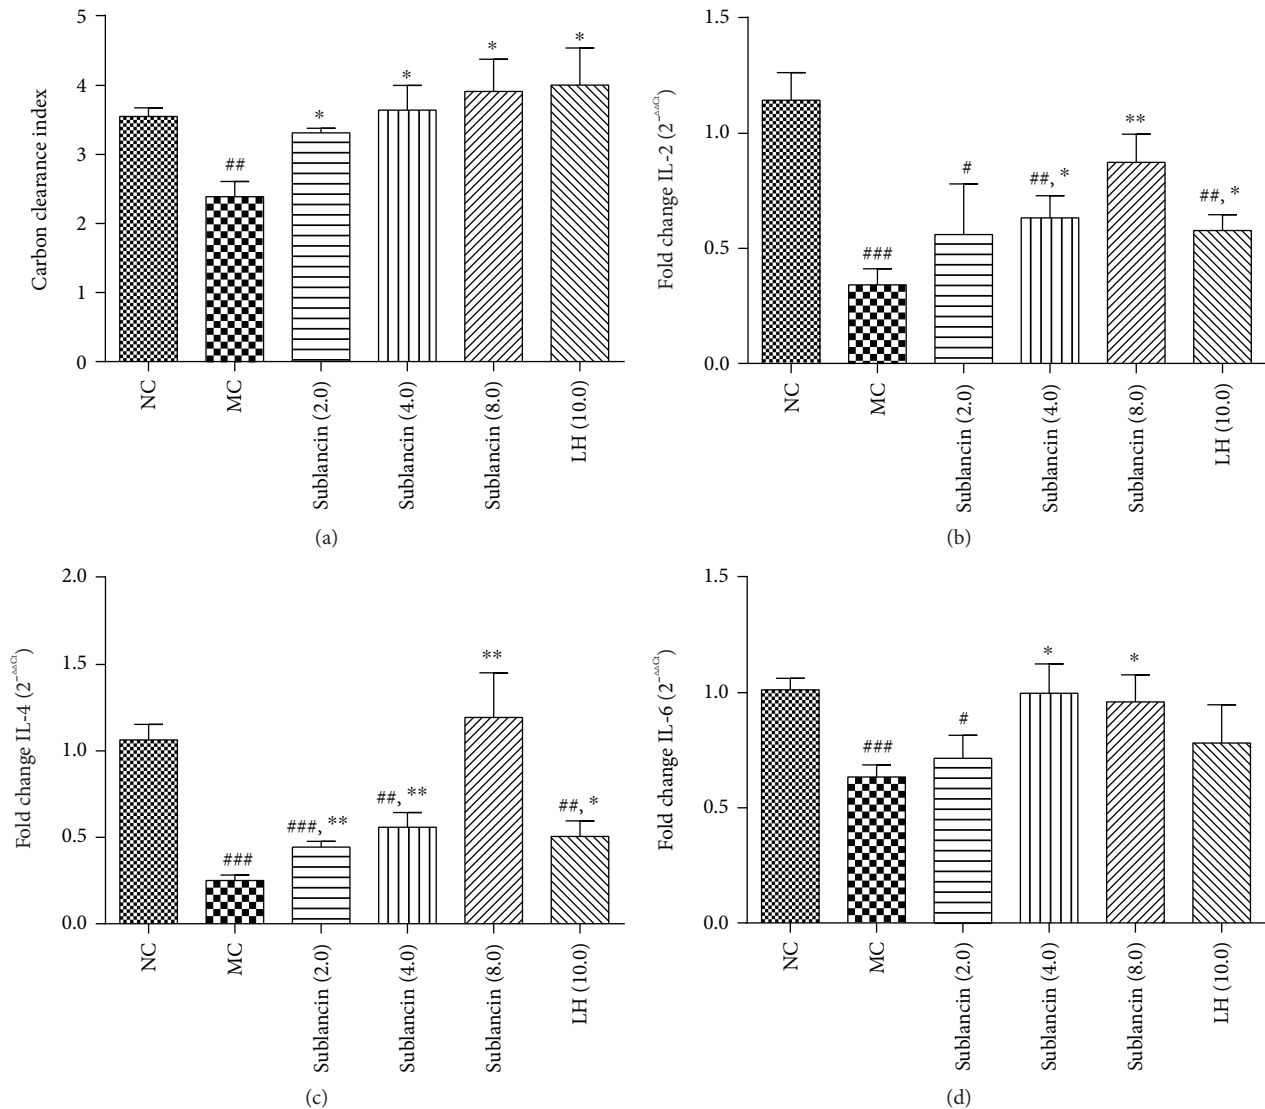 Carbon clearance index
5
4
3
2
1
0
##
*
*
*
*
NC
MC
Sublancin (2.0)
Sublancin (4.0)
Sublancin (8.0)
LH (10.0)
(a)
Fold change IL-2 (2⁻ΔΔCt)
1.5
1.0
0.5
0.0
###
#
##, *
**
##, *
NC
MC
Sublancin (2.0)
Sublancin (4.0)
Sublancin (8.0)
LH (10.0)
(b)
Fold change IL-4 (2⁻ΔΔCt)
2.0
1.5
1.0
0.5
0.0
###
###, **
##, **
**
##, *
NC
MC
Sublancin (2.0)
Sublancin (4.0)
Sublancin (8.0)
LH (10.0)
(c)
Fold change IL-6 (2⁻ΔΔCt)
1.5
1.0
0.5
0.0
###
#
*
*
NC
MC
Sublancin (2.0)
Sublancin (4.0)
Sublancin (8.0)
LH (10.0)
(d)